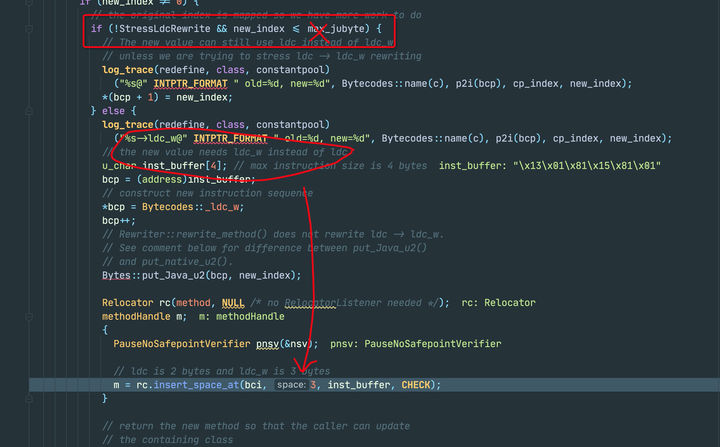 if (new_index != 0) {
// the original index is mapped so we have more work to do
if (!StressLdcRewrite && new_index <= max_jubyte) {
// The new value can still use ldc instead of ldc_w
// unless we are trying to stress ldc -> ldc_w rewriting
log_trace(redefine, class, constantpool)
("%s@" INTPTR_FORMAT " old=%d, new=%d", Bytecodes::name(c), p2i(bcp), cp_index, new_index);
*(bcp + 1) = new_index;
} else {
log_trace(redefine, class, constantpool)
("%s->ldc_w@" INTPTR_FORMAT " old=%d, new=%d", Bytecodes::name(c), p2i(bcp), cp_index, new_index);
// the new value needs ldc_w instead of ldc
u_char inst_buffer[4]; // max instruction size is 4 bytes  inst_buffer: "\x13\x01\x81\x15\x81\x01"
bcp = (address)inst_buffer;
// construct new instruction sequence
*bcp = Bytecodes::_ldc_w;
bcp++;
// Rewriter::rewrite_method() does not rewrite ldc -> ldc_w.
// See comment below for difference between put_Java_u2()
// and put_native_u2().
Bytes::put_Java_u2(bcp, new_index);
Relocator rc(method, NULL /* no RelocatorListener needed */);  rc: Relocator
methodHandle m;  m: methodHandle
{
PauseNoSafepointVerifier pnsv(&nsv);  pnsv: PauseNoSafepointVerifier
// ldc is 2 bytes and ldc_w is 3 bytes
m = rc.insert_space_at(bci, space: 3, inst_buffer, CHECK);
}
// return the new method so that the caller can update
// the containing class